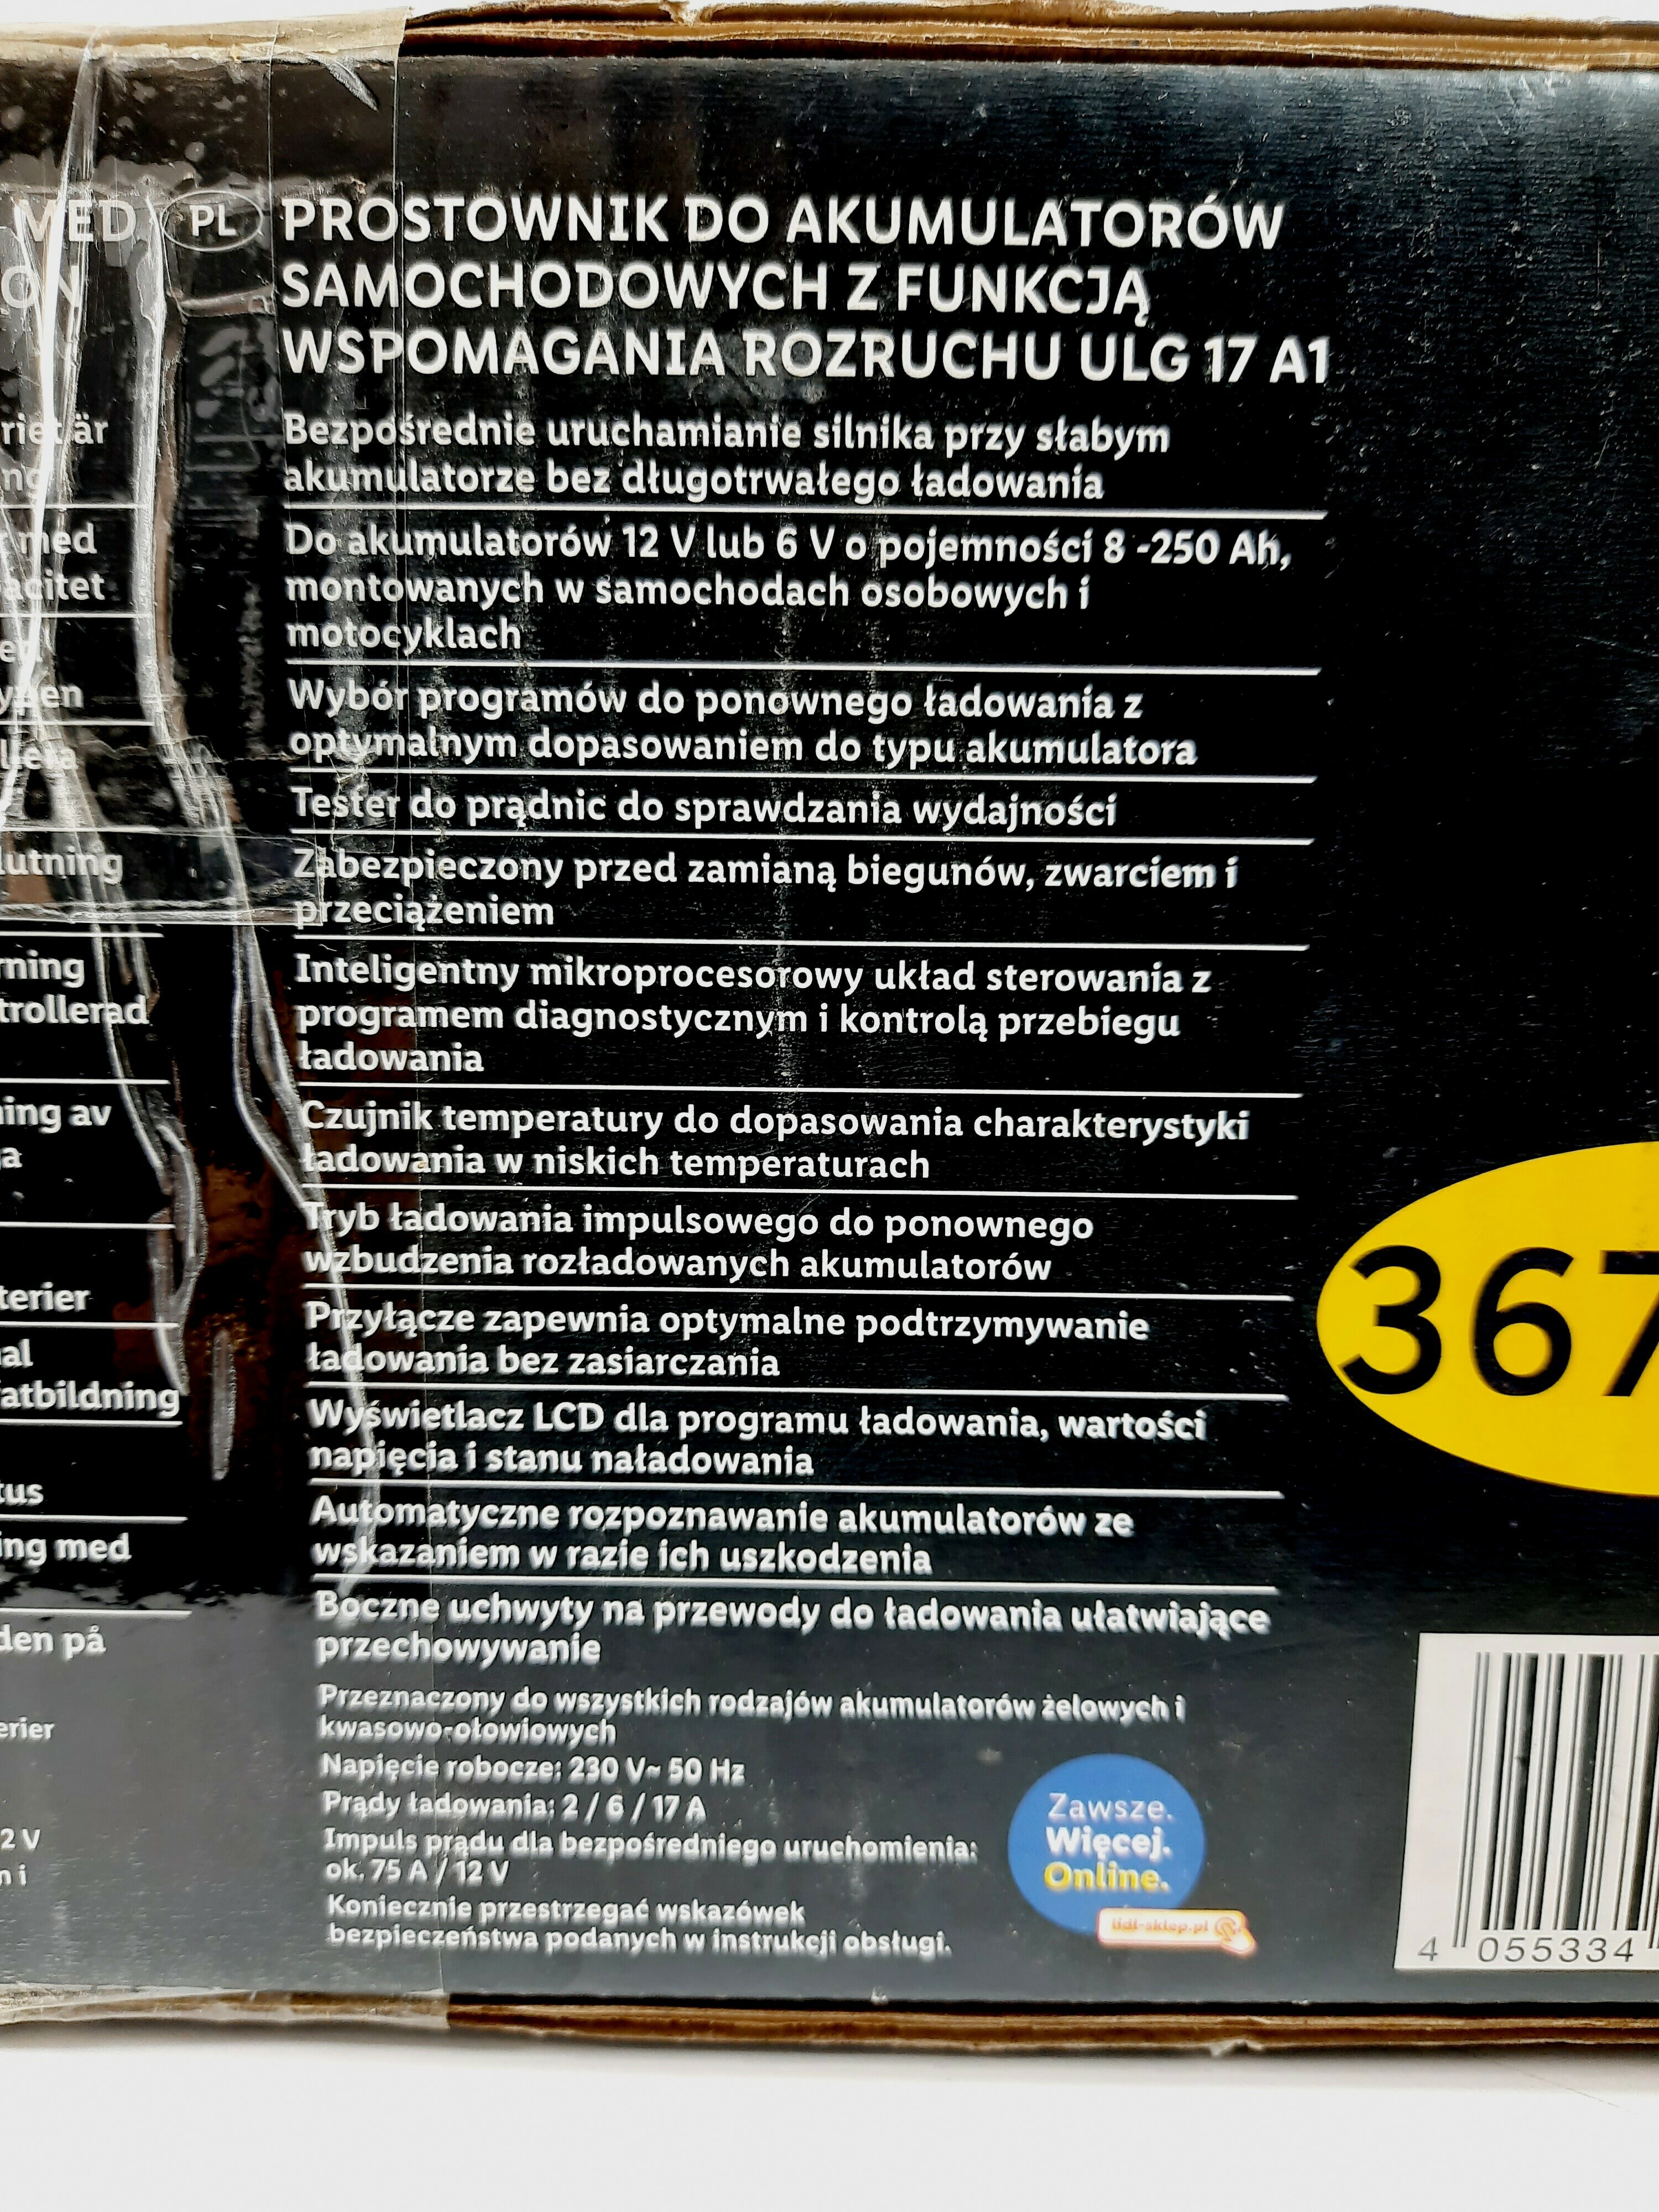 MED
ON
rietär
ng
med
acitet
ypen
llera
lutning
rning
trollerad
ning av
ga
terier
al
fatbildning
tus
ing med
den på
erier
2 V
n i
PL
PROSTOWNIK DO AKUMULATORÓW
SAMOCHODOWYCH Z FUNKCJĄ
WSPOMAGANIA ROZRUCHU ULG 17 A1
Bezpośrednie uruchamianie silnika przy słabym
akumulatorze bez długotrwałego ładowania
Do akumulatorów 12 V lub 6 V o pojemności 8 -250 Ah,
montowanych w samochodach osobowych i
motocyklach
Wybór programów do ponownego ładowania z
optymalnym dopasowaniem do typu akumulatora
Tester do prądnic do sprawdzania wydajności
Zabezpieczony przed zamianą biegunów, zwarciem i
przeciążeniem
Inteligentny mikroprocesorowy układ sterowania z
programem diagnostycznym i kontrolą przebiegu
ładowania
Czujnik temperatury do dopasowania charakterystyki
ładowania w niskich temperaturach
Tryb ładowania impulsowego do ponownego
wzbudzenia rozładowanych akumulatorów
Przyłącze zapewnia optymalne podtrzymywanie
ładowania bez zasiarczania
Wyświetlacz LCD dla programu ładowania, wartości
napięcia i stanu naładowania
Automatyczne rozpoznawanie akumulatorów ze
wskazaniem w razie ich uszkodzenia
Boczne uchwyty na przewody do ładowania ułatwiające
przechowywanie
Przeznaczony do wszystkich rodzajów akumulatorów żelowych i
kwasowo-ołowiowych
Napięcie robocze: 230 V~ 50 Hz
Prądy ładowania: 2 / 6 / 17 A
Impuls prądu dla bezpośredniego uruchomienia:
ok. 75 A / 12 V
Koniecznie przestrzegać wskazówek
bezpieczeństwa podanych w instrukcji obsługi.
Zawsze.
Więcej.
Online.
lidl-sklep.pl
367
4 055334